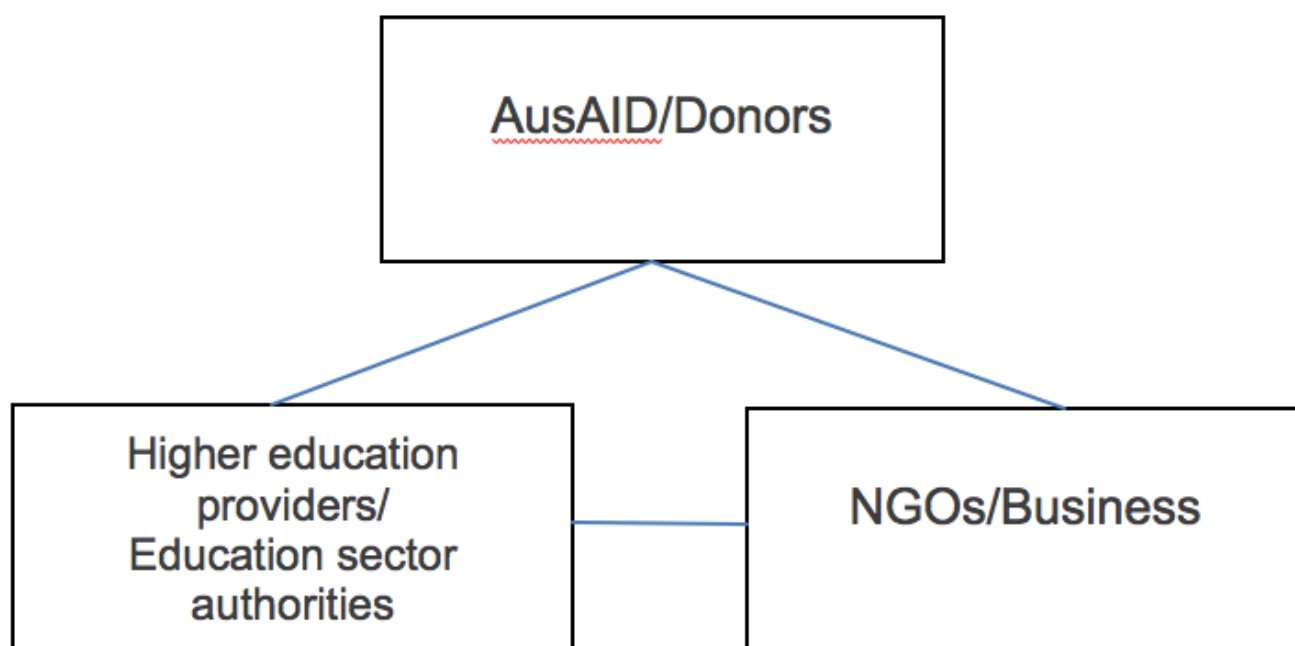 AusAID/Donors
Higher education
providers/
Education sector
authorities
NGOs/Business